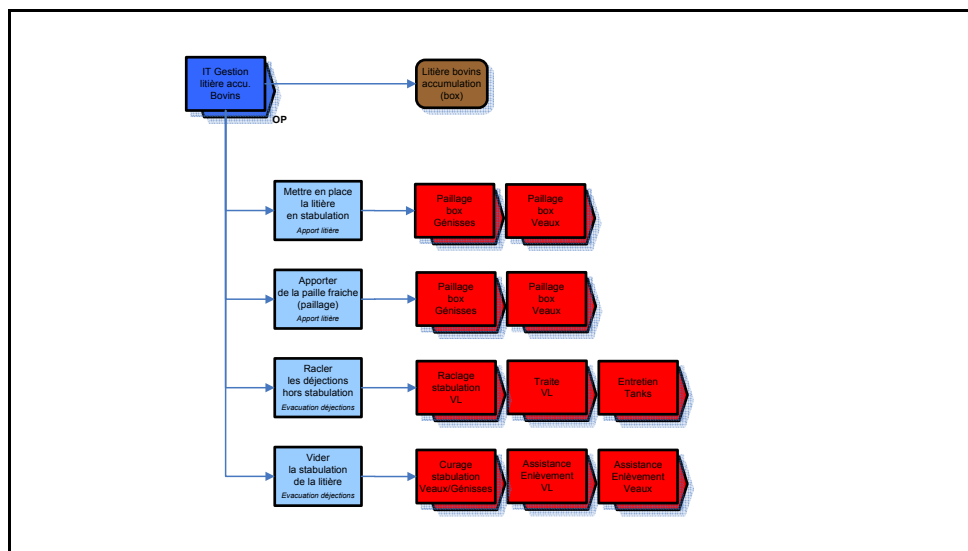 IT Gestion
litière accu.
Bovins
OP
Litière bovins
accumulation
(box)
Mettre en place
la litière
en stabulation
Apport litière
Paillage
box
Génisses
Paillage
box
Veaux
Apporter
de la paille fraiche
(paillage)
Apport litière
Paillage
box
Génisses
Paillage
box
Veaux
Racler
les déjections
hors stabulation
Evacuation déjections
Raclage
stabulation
VL
Traite
VL
Entretien
Tanks
Vider
la stabulation
de la litière
Evacuation déjections
Curage
stabulation
Veaux/Génisses
Assistance
Enlèvement
VL
Assistance
Enlèvement
Veaux